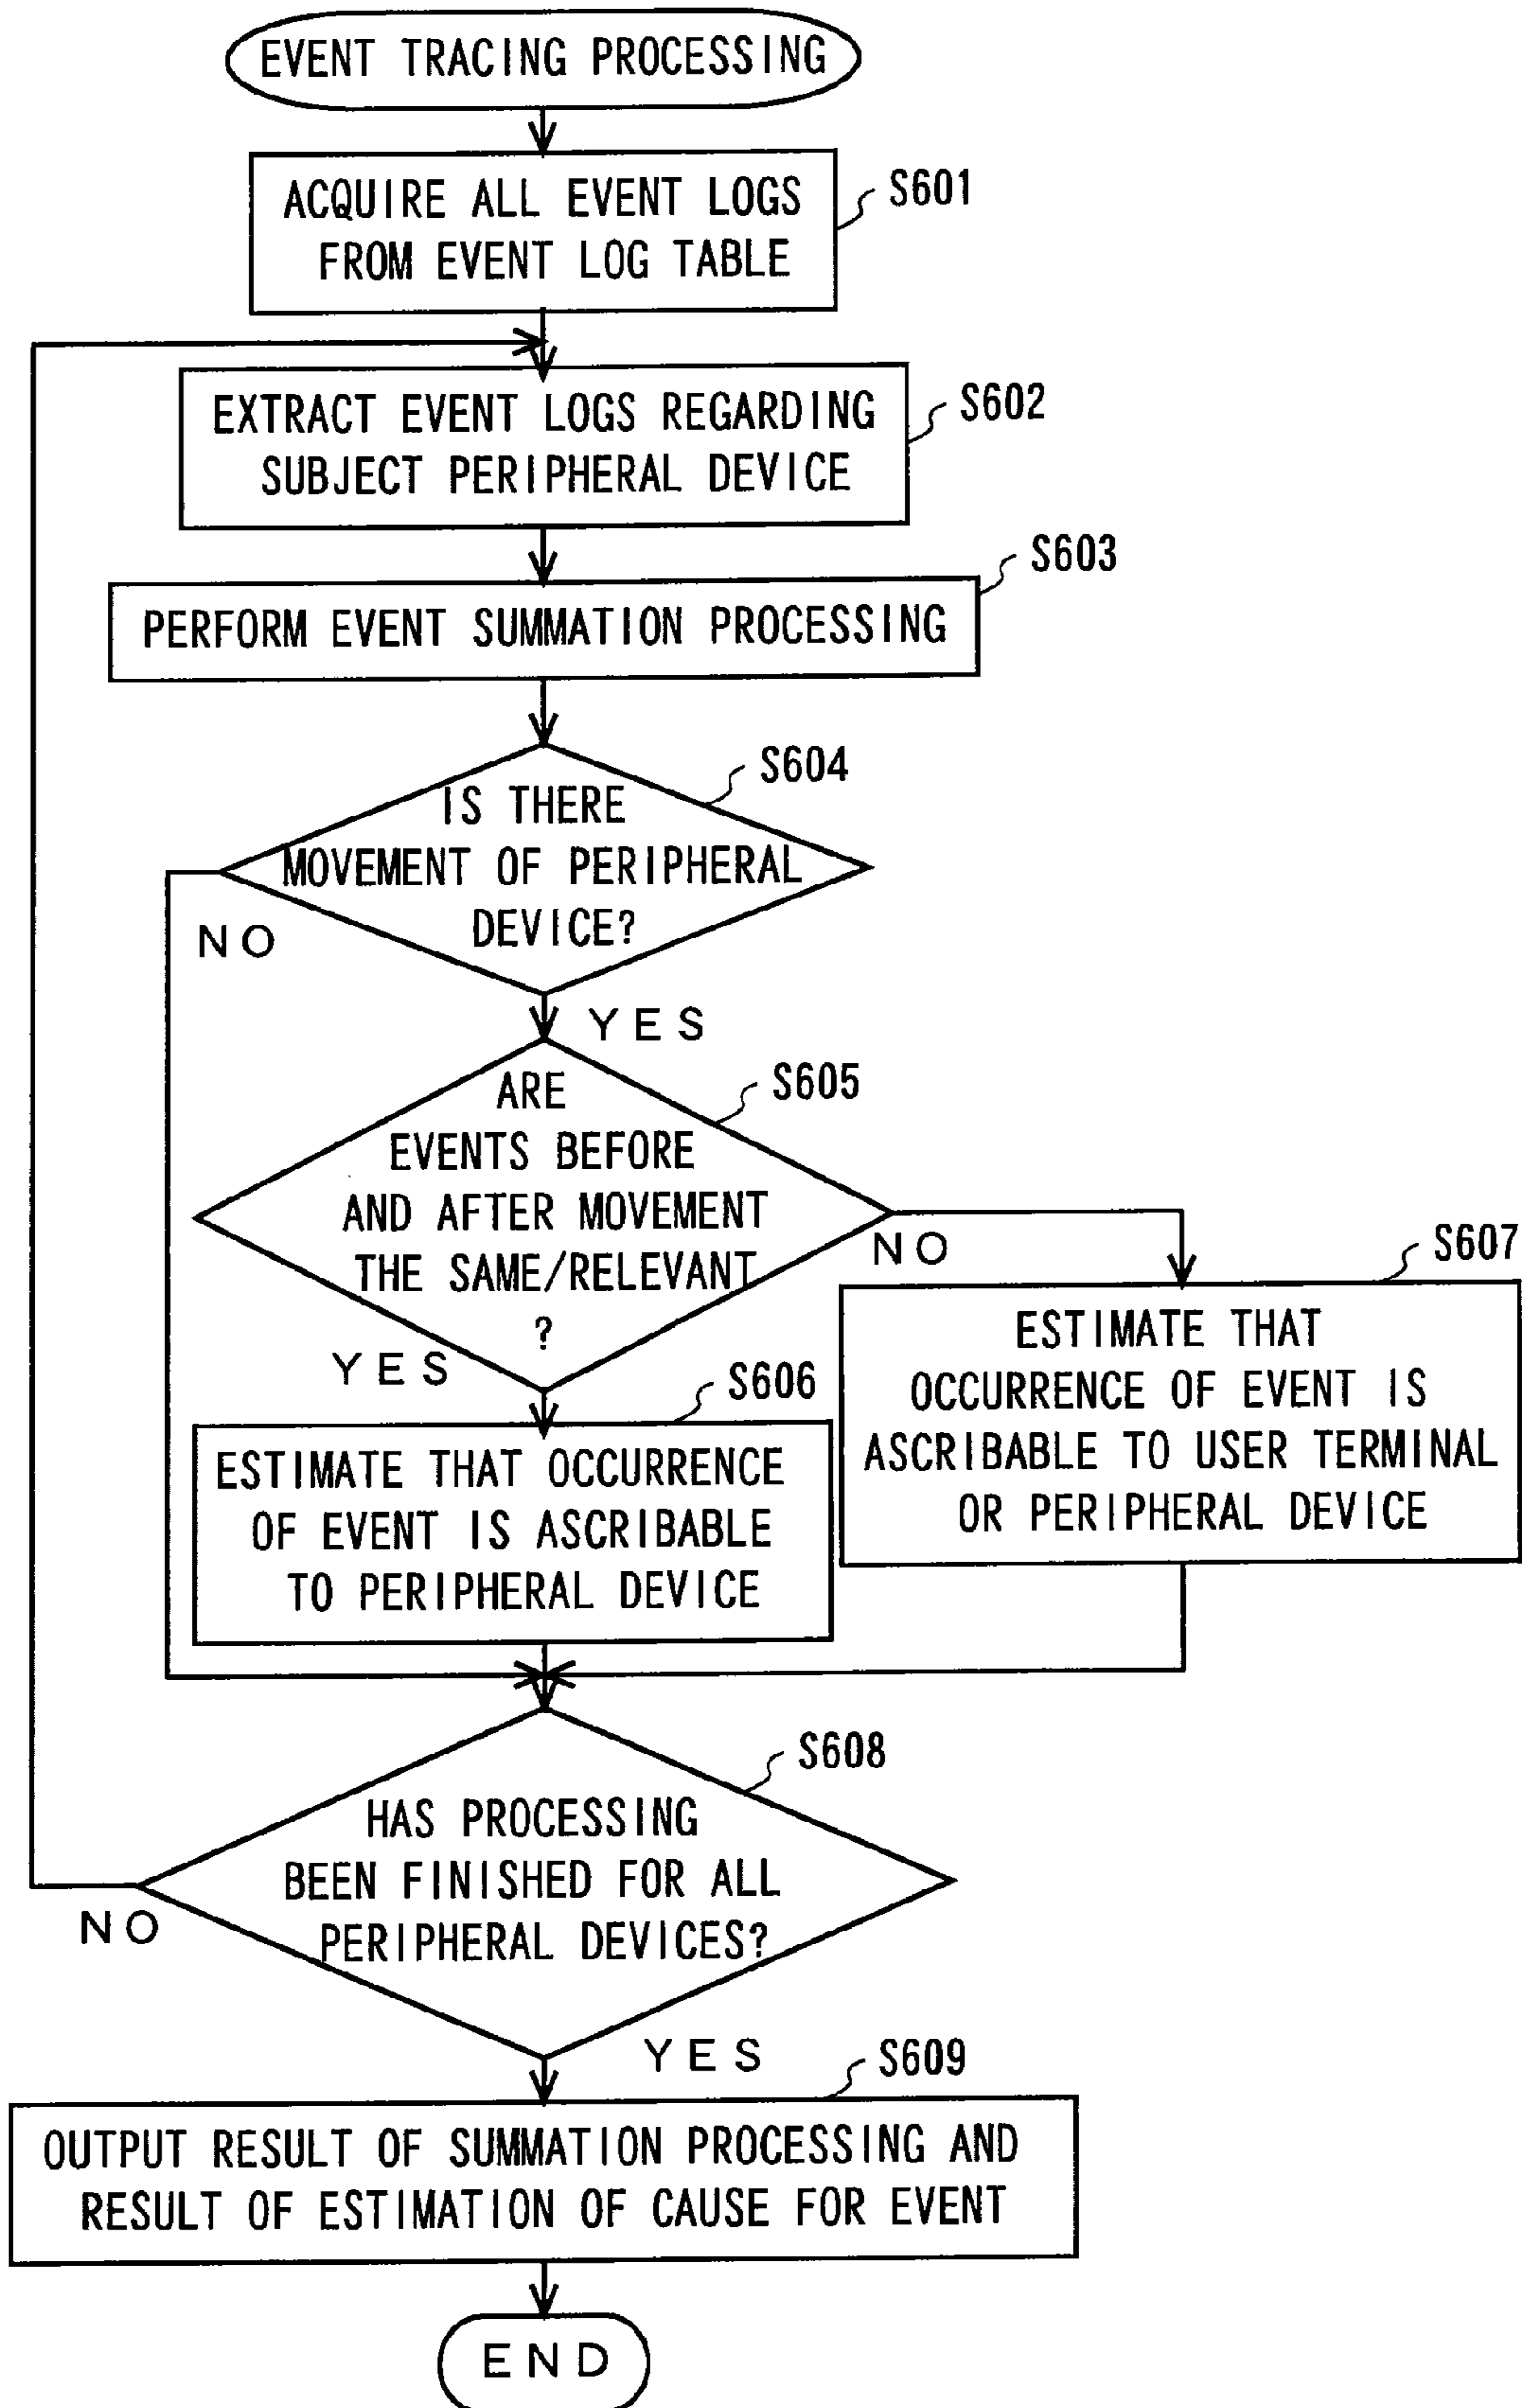 EVENT TRACING PROCESSING
ACQUIRE ALL EVENT LOGS
FROM EVENT LOG TABLE
S601
EXTRACT EVENT LOGS REGARDING
SUBJECT PERIPHERAL DEVICE
S602
PERFORM EVENT SUMMATION PROCESSING
S603
IS THERE
MOVEMENT OF PERIPHERAL
DEVICE?
S604
NO
YES
ARE
EVENTS BEFORE
AND AFTER MOVEMENT
THE SAME/RELEVANT
?
S605
NO
YES
ESTIMATE THAT OCCURRENCE
OF EVENT IS ASCRIBABLE
TO PERIPHERAL DEVICE
S606
ESTIMATE THAT
OCCURRENCE OF EVENT IS
ASCRIBABLE TO USER TERMINAL
OR PERIPHERAL DEVICE
S607
HAS PROCESSING
BEEN FINISHED FOR ALL
PERIPHERAL DEVICES?
S608
NO
YES
OUTPUT RESULT OF SUMMATION PROCESSING AND
RESULT OF ESTIMATION OF CAUSE FOR EVENT
S609
END